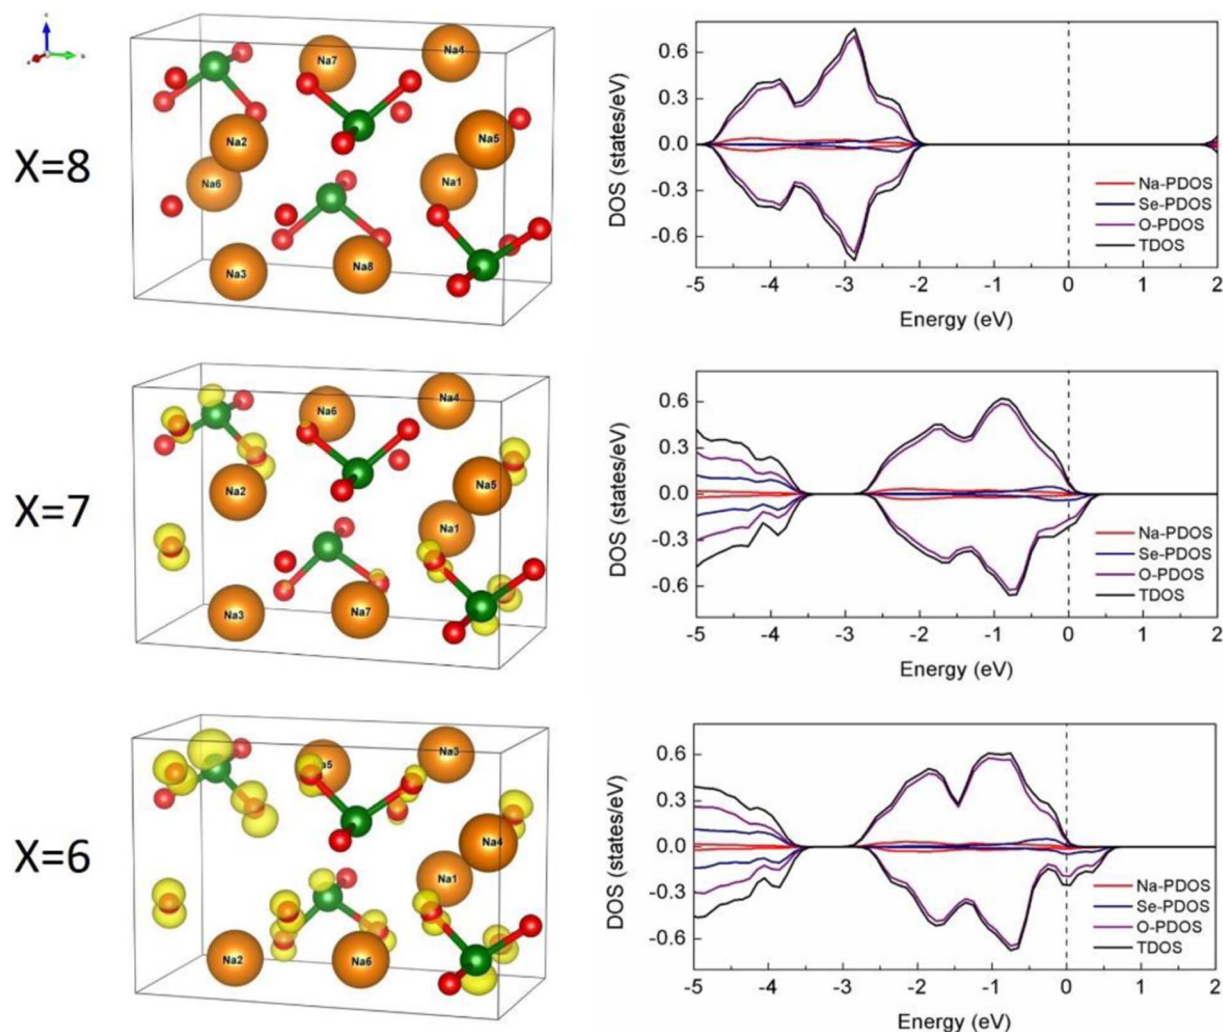 c
a
b
X=8
Na7
Na4
Na2
Na5
Na6
Na1
Na3
Na8
DOS (states/eV)
0.6
0.3
0.0
-0.3
-0.6
Na-PDOS
Se-PDOS
O-PDOS
TDOS
-5 -4 -3 -2 -1 0 1 2
Energy (eV)
X=7
Na6
Na4
Na2
Na5
Na1
Na3
Na7
DOS (states/eV)
0.6
0.3
0.0
-0.3
-0.6
Na-PDOS
Se-PDOS
O-PDOS
TDOS
-5 -4 -3 -2 -1 0 1 2
Energy (eV)
X=6
a5
Na3
Na4
Na1
Na2
Na6
DOS (states/eV)
0.6
0.3
0.0
-0.3
-0.6
Na-PDOS
Se-PDOS
O-PDOS
TDOS
-5 -4 -3 -2 -1 0 1 2
Energy (eV)